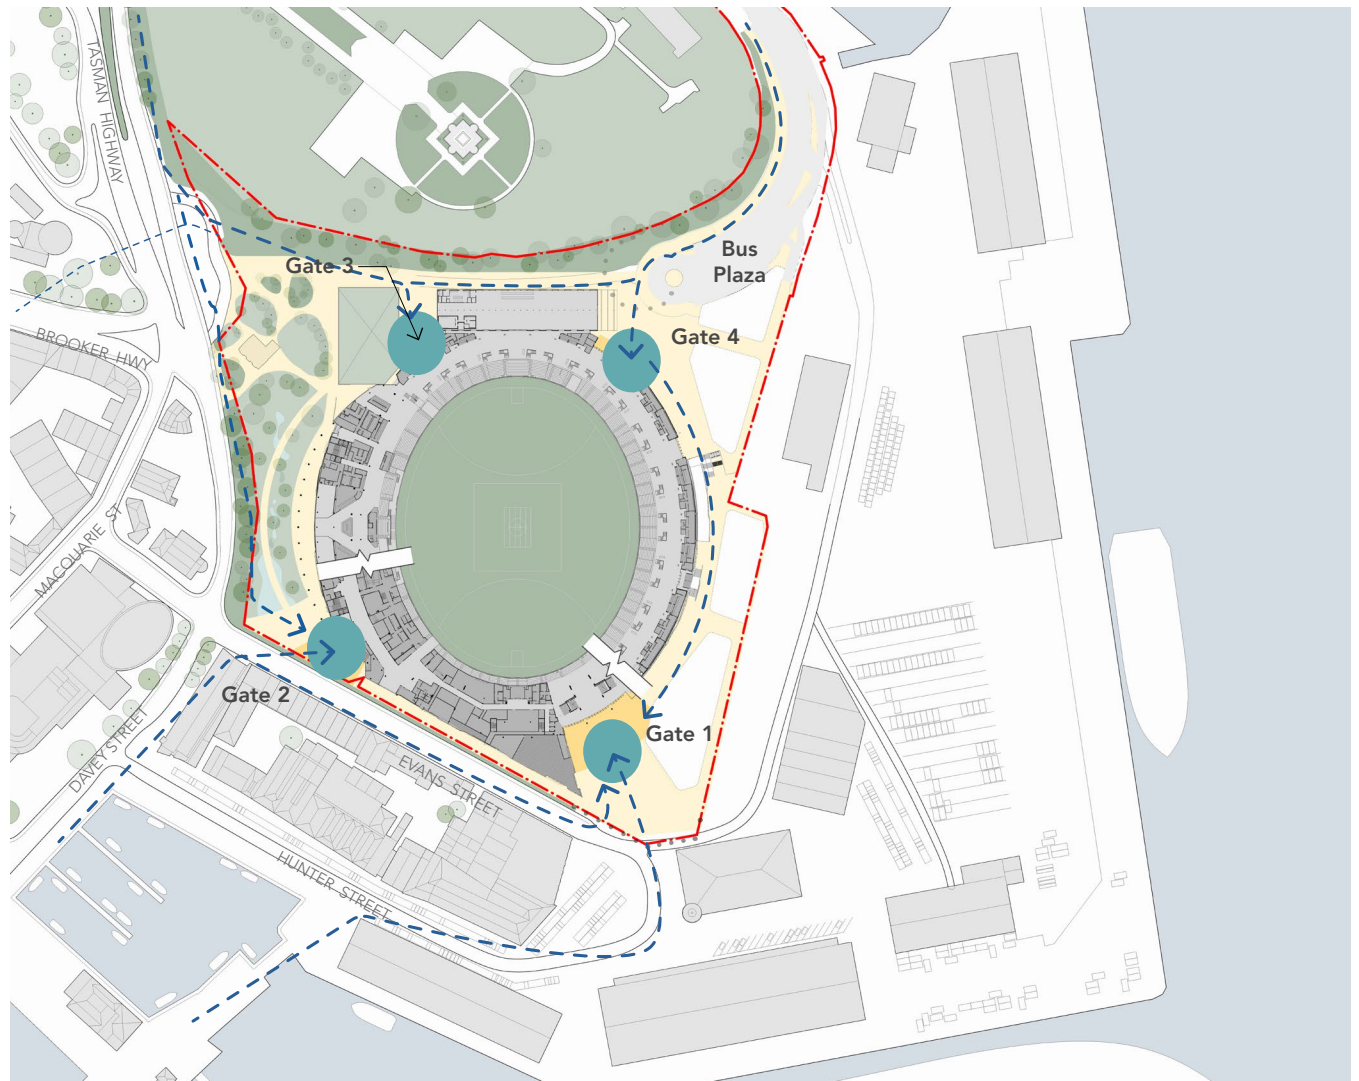 TASMAN HIGHWAY
Bus
Plaza
Gate 3
Gate 4
BROOKER HWY
MACQUARIE ST
Gate 2
Gate 1
DAVEY STREET
EVANS STREET
HUNTER STREET